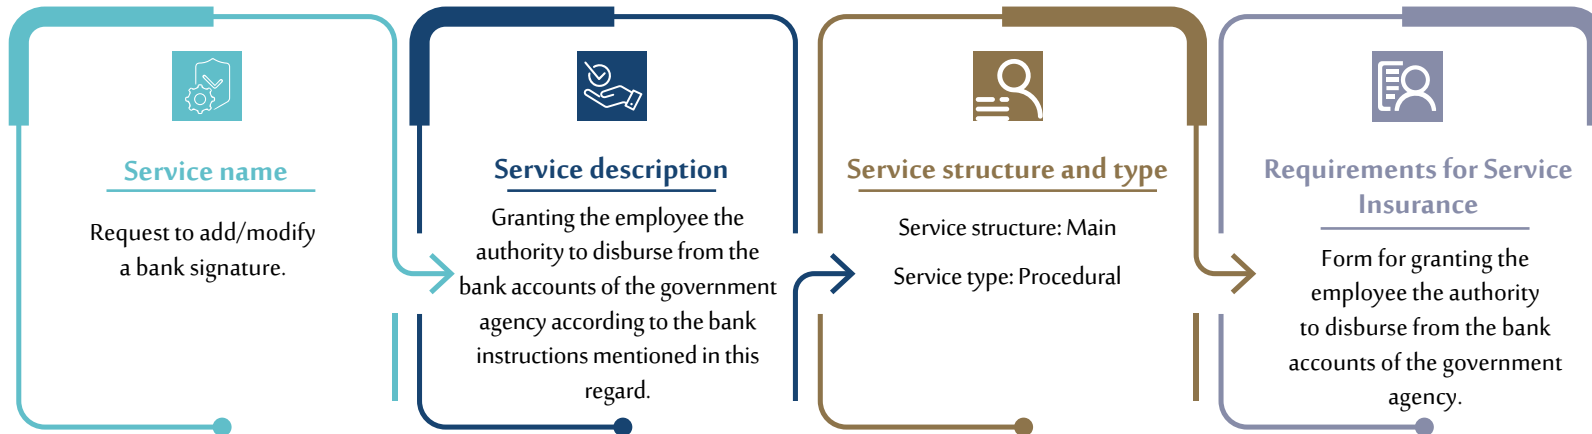 Service name
Request to add/modify
a bank signature.
Service description
Granting the employee the
authority to disburse from the
bank accounts of the government
agency according to the bank
instructions mentioned in this
regard.
Service structure and type
Service structure: Main
Service type: Procedural
Requirements for Service
Insurance
Form for granting the
employee the authority
to disburse from the bank
accounts of the government
agency.